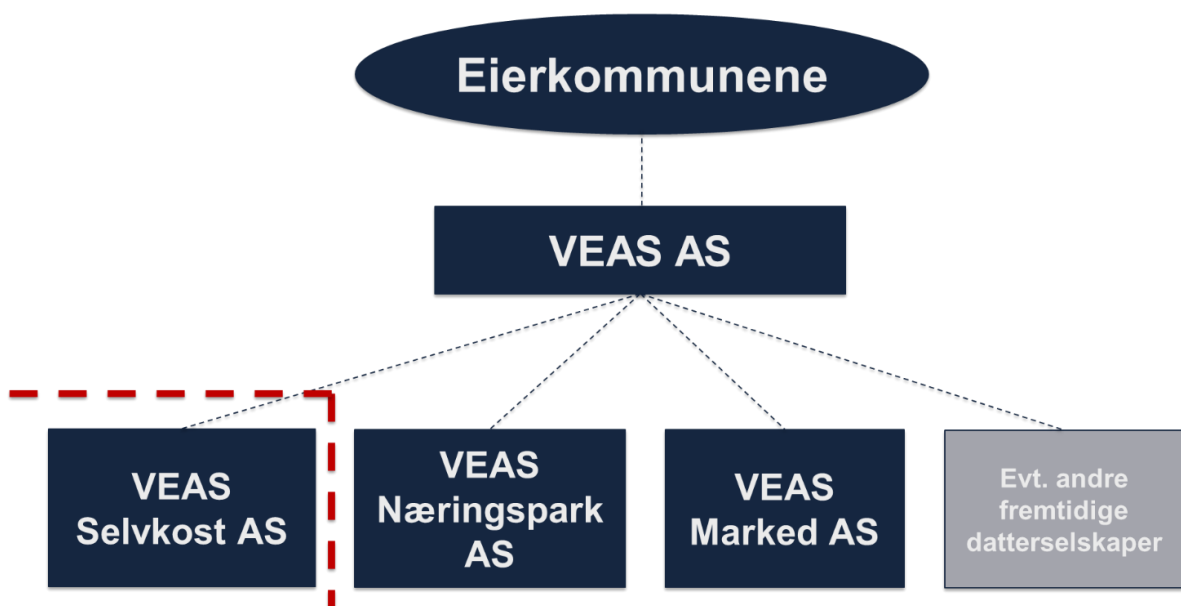 Eierkommunene
VEAS AS
VEAS
Selvkost AS
VEAS
Næringspark
AS
VEAS
Marked AS
Evt. andre
fremtidige
datterselskaper